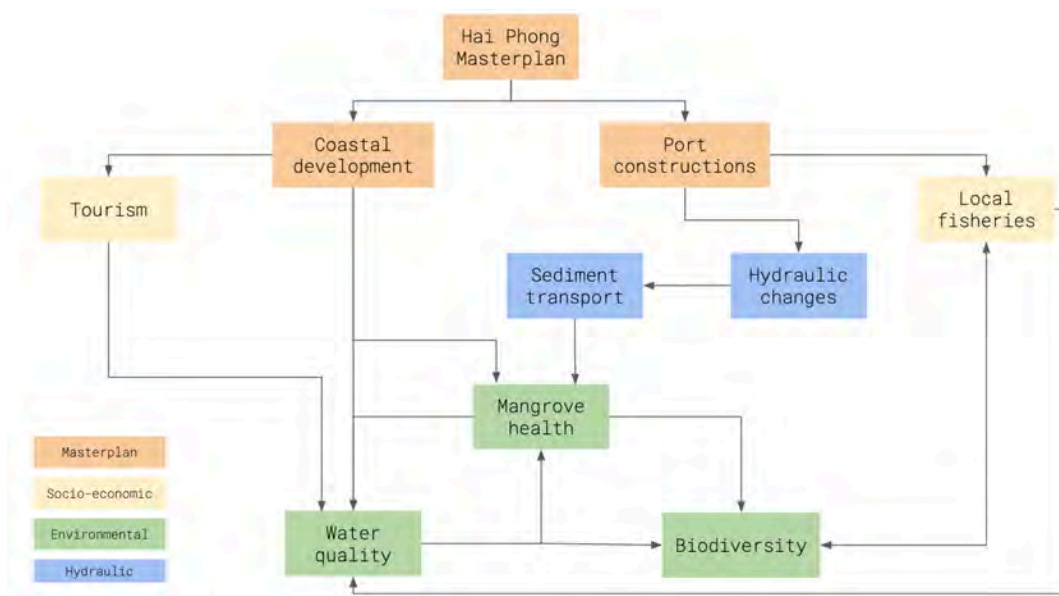 Hai Phong
Masterplan
Coastal
development
Port
constructions
Tourism
Local
fisheries
Sediment
transport
Hydraulic
changes
Mangrove
health
Masterplan
Socio-economic
Environmental
Hydraulic
Water
quality
Biodiversity